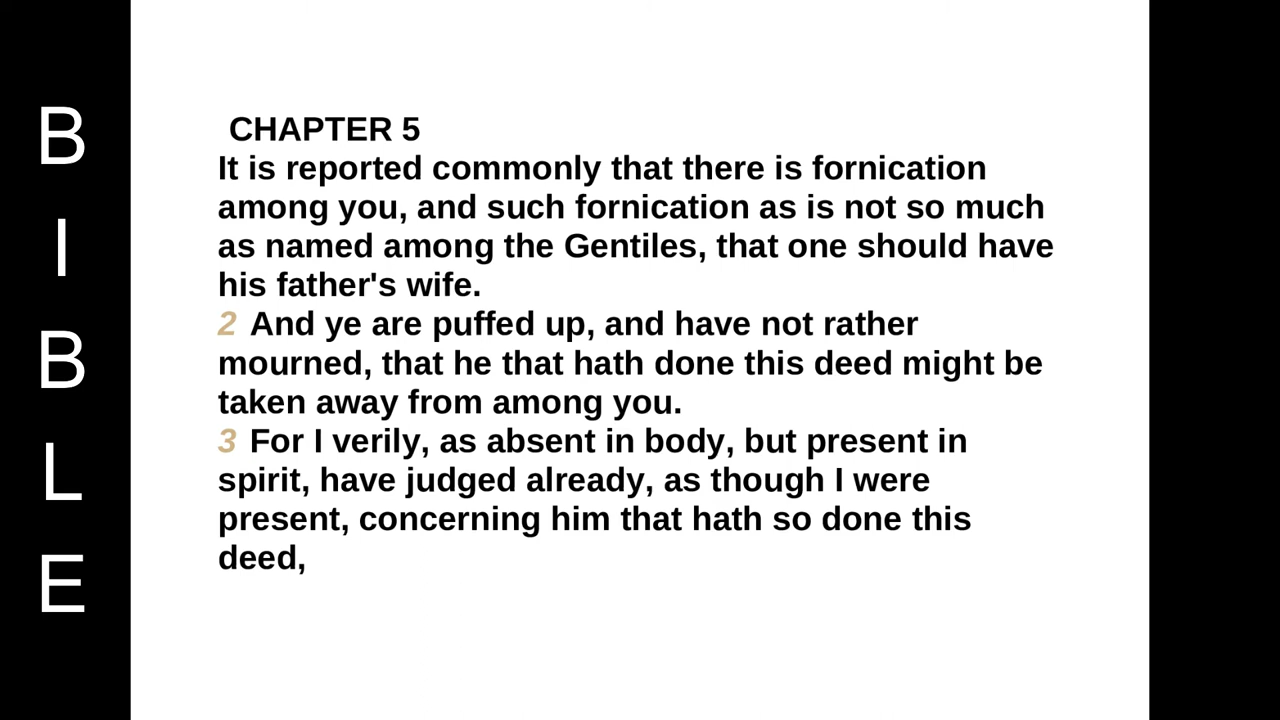 BIBLE
CHAPTER 5
It is reported commonly that there is fornication
among you, and such fornication as is not so much
as named among the Gentiles, that one should have
his father's wife.
2 And ye are puffed up, and have not rather
mourned, that he that hath done this deed might be
taken away from among you.
3 For I verily, as absent in body, but present in
spirit, have judged already, as though I were
present, concerning him that hath so done this
deed,